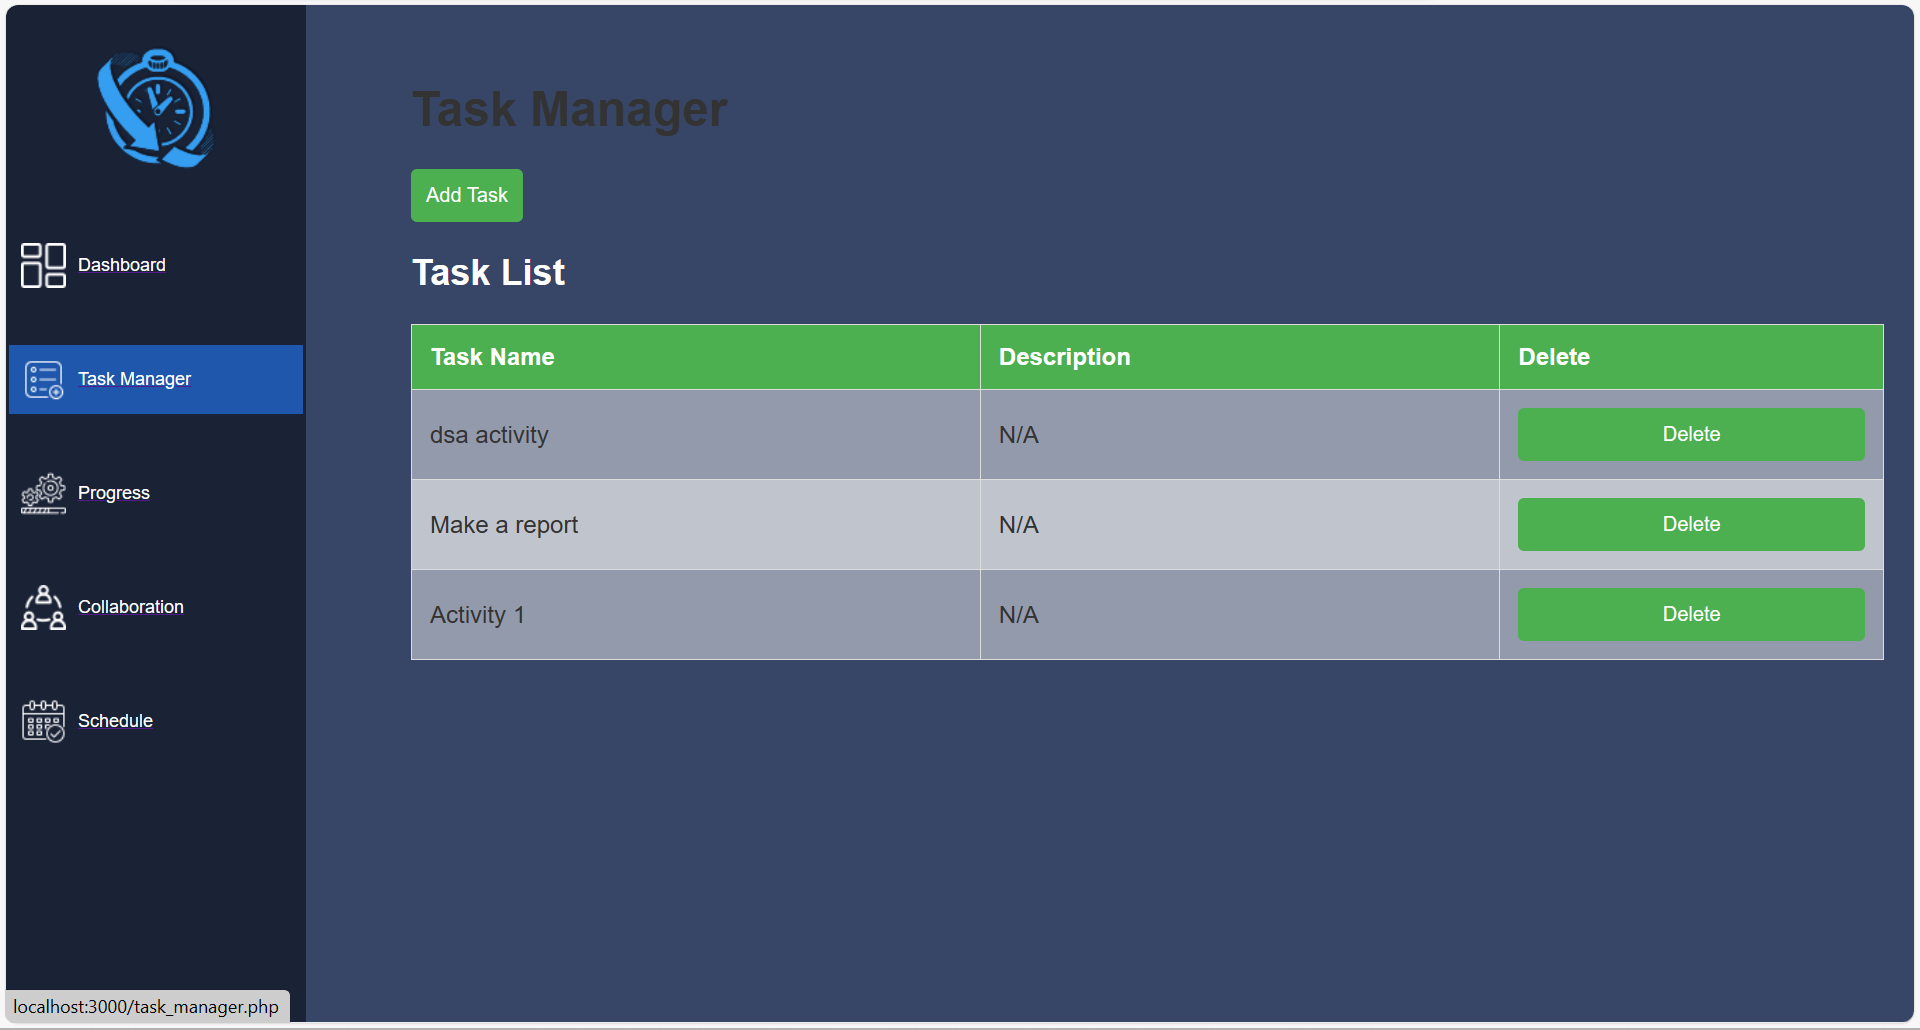 Task Manager
Add Task
Task List
Task Name Description Delete
dsa activity N/A Delete
Make a report N/A Delete
Activity 1 N/A Delete
Dashboard
Task Manager
Progress
Collaboration
Schedule
localhost:3000/task_manager.php